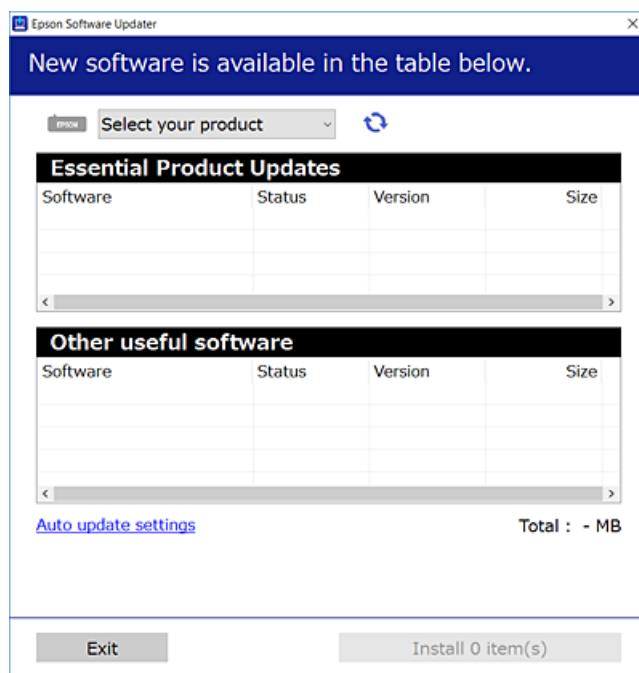 Epson Software Updater
New software is available in the table below.
EPSON Select your product
Essential Product Updates
Software Status Version Size
Other useful software
Software Status Version Size
Auto update settings Total : - MB
Exit Install 0 item(s)